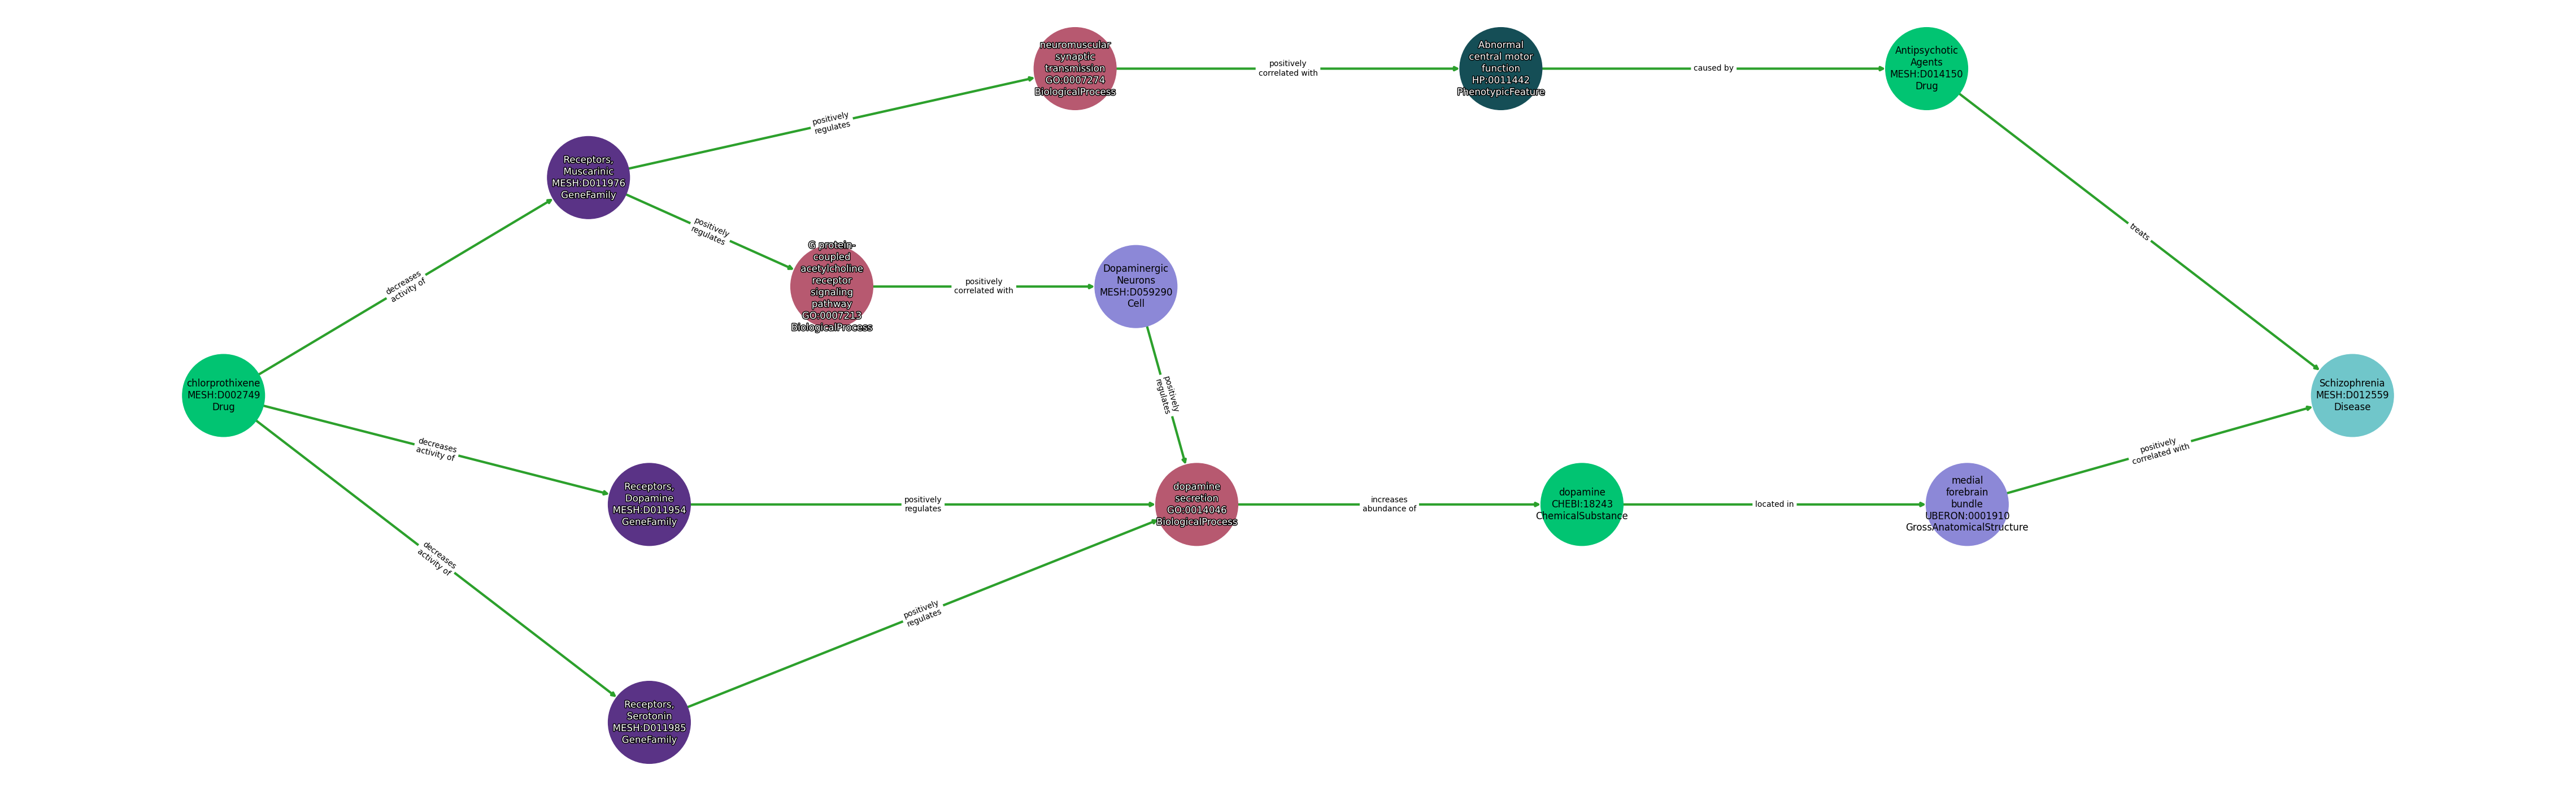 neuromuscular
synaptic
transmission
GO:0007274
BiologicalProcess
positively
correlated with
Abnormal
central motor
function
HP:0011442
PhenotypicFeature
caused by
Antipsychotic
Agents
MESH:D014150
Drug
positively
regulates
Receptors,
Muscarinic
MESH:D011976
GeneFamily
positively
regulates
treats
G protein-
coupled
acetylcholine
receptor
signaling
pathway
GO:0007213
BiologicalProcess
positively
correlated with
Dopaminergic
Neurons
MESH:D059290
Cell
decreases
activity of
chlorprothixene
MESH:D002749
Drug
positively
regulates
Schizophrenia
MESH:D012559
Disease
decreases
activity of
positively
correlated with
Receptors,
Dopamine
MESH:D011954
GeneFamily
positively
regulates
dopamine
secretion
GO:0014046
BiologicalProcess
increases
abundance of
dopamine
CHEBI:18243
ChemicalSubstance
located in
medial
forebrain
bundle
UBERON:0001910
GrossAnatomicalStructure
decreases
activity of
positively
regulates
Receptors,
Serotonin
MESH:D011985
GeneFamily